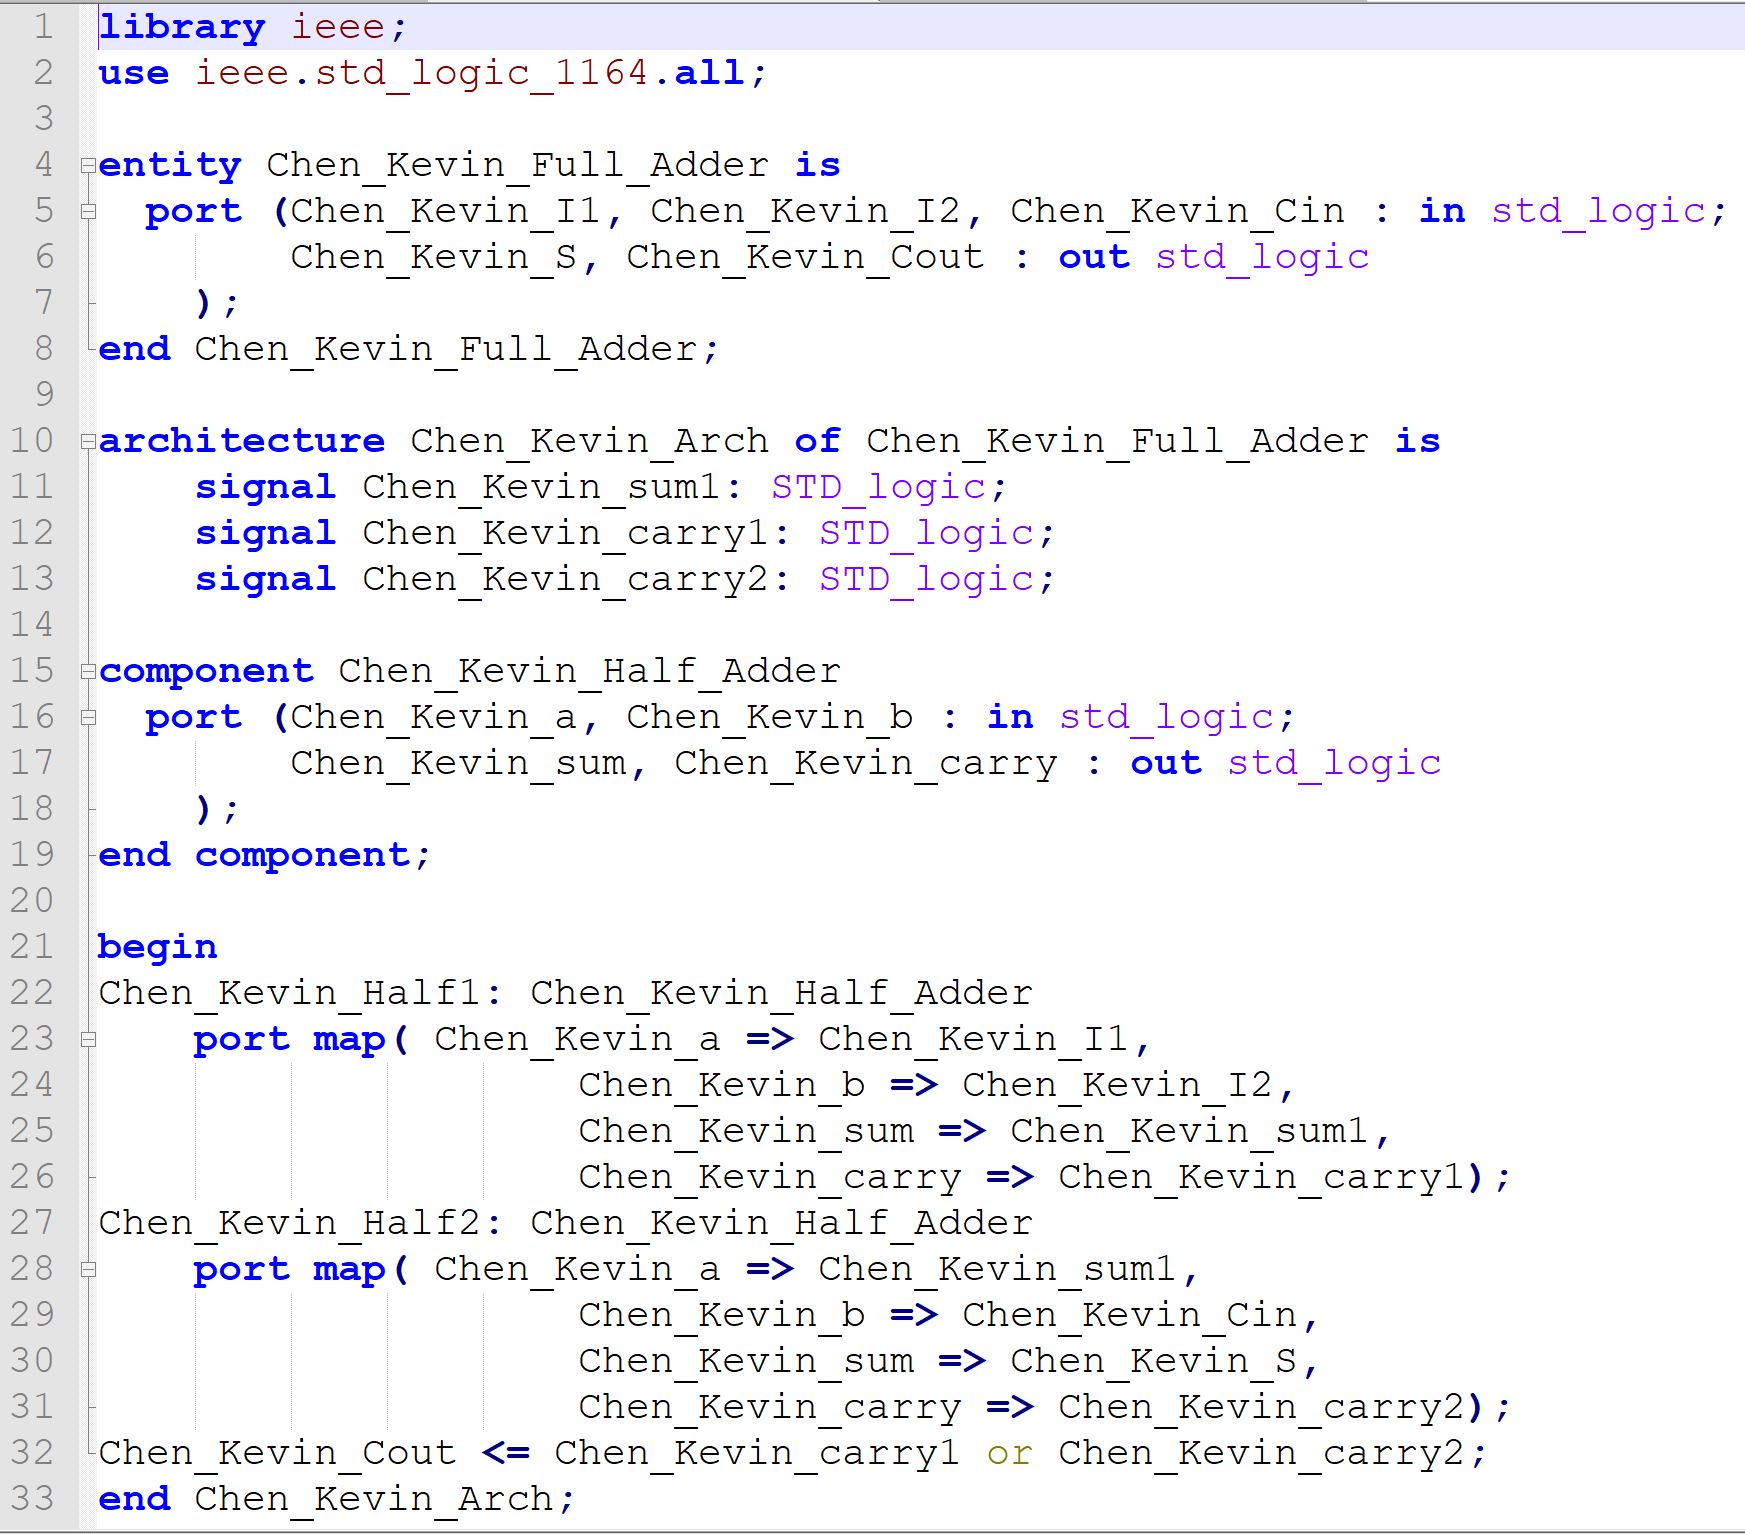 1 library ieee;
2 use ieee.std_logic_1164.all;
3
4 entity Chen_Kevin_Full_Adder is
5 port (Chen_Kevin_I1, Chen_Kevin_I2, Chen_Kevin_Cin : in std_logic;
6 Chen_Kevin_S, Chen_Kevin_Cout : out std_logic
7 );
8 end Chen_Kevin_Full_Adder;
9
10 architecture Chen_Kevin_Arch of Chen_Kevin_Full_Adder is
11 signal Chen_Kevin_sum1: STD_logic;
12 signal Chen_Kevin_carry1: STD_logic;
13 signal Chen_Kevin_carry2: STD_logic;
14
15 component Chen_Kevin_Half_Adder
16 port (Chen_Kevin_a, Chen_Kevin_b : in std_logic;
17 Chen_Kevin_sum, Chen_Kevin_carry : out std_logic
18 );
19 end component;
20
21 begin
22 Chen_Kevin_Half1: Chen_Kevin_Half_Adder
23 port map( Chen_Kevin_a => Chen_Kevin_I1,
24 Chen_Kevin_b => Chen_Kevin_I2,
25 Chen_Kevin_sum => Chen_Kevin_sum1,
26 Chen_Kevin_carry => Chen_Kevin_carry1);
27 Chen_Kevin_Half2: Chen_Kevin_Half_Adder
28 port map( Chen_Kevin_a => Chen_Kevin_sum1,
29 Chen_Kevin_b => Chen_Kevin_Cin,
30 Chen_Kevin_sum => Chen_Kevin_S,
31 Chen_Kevin_carry => Chen_Kevin_carry2);
32 Chen_Kevin_Cout <= Chen_Kevin_carry1 or Chen_Kevin_carry2;
33 end Chen_Kevin_Arch;